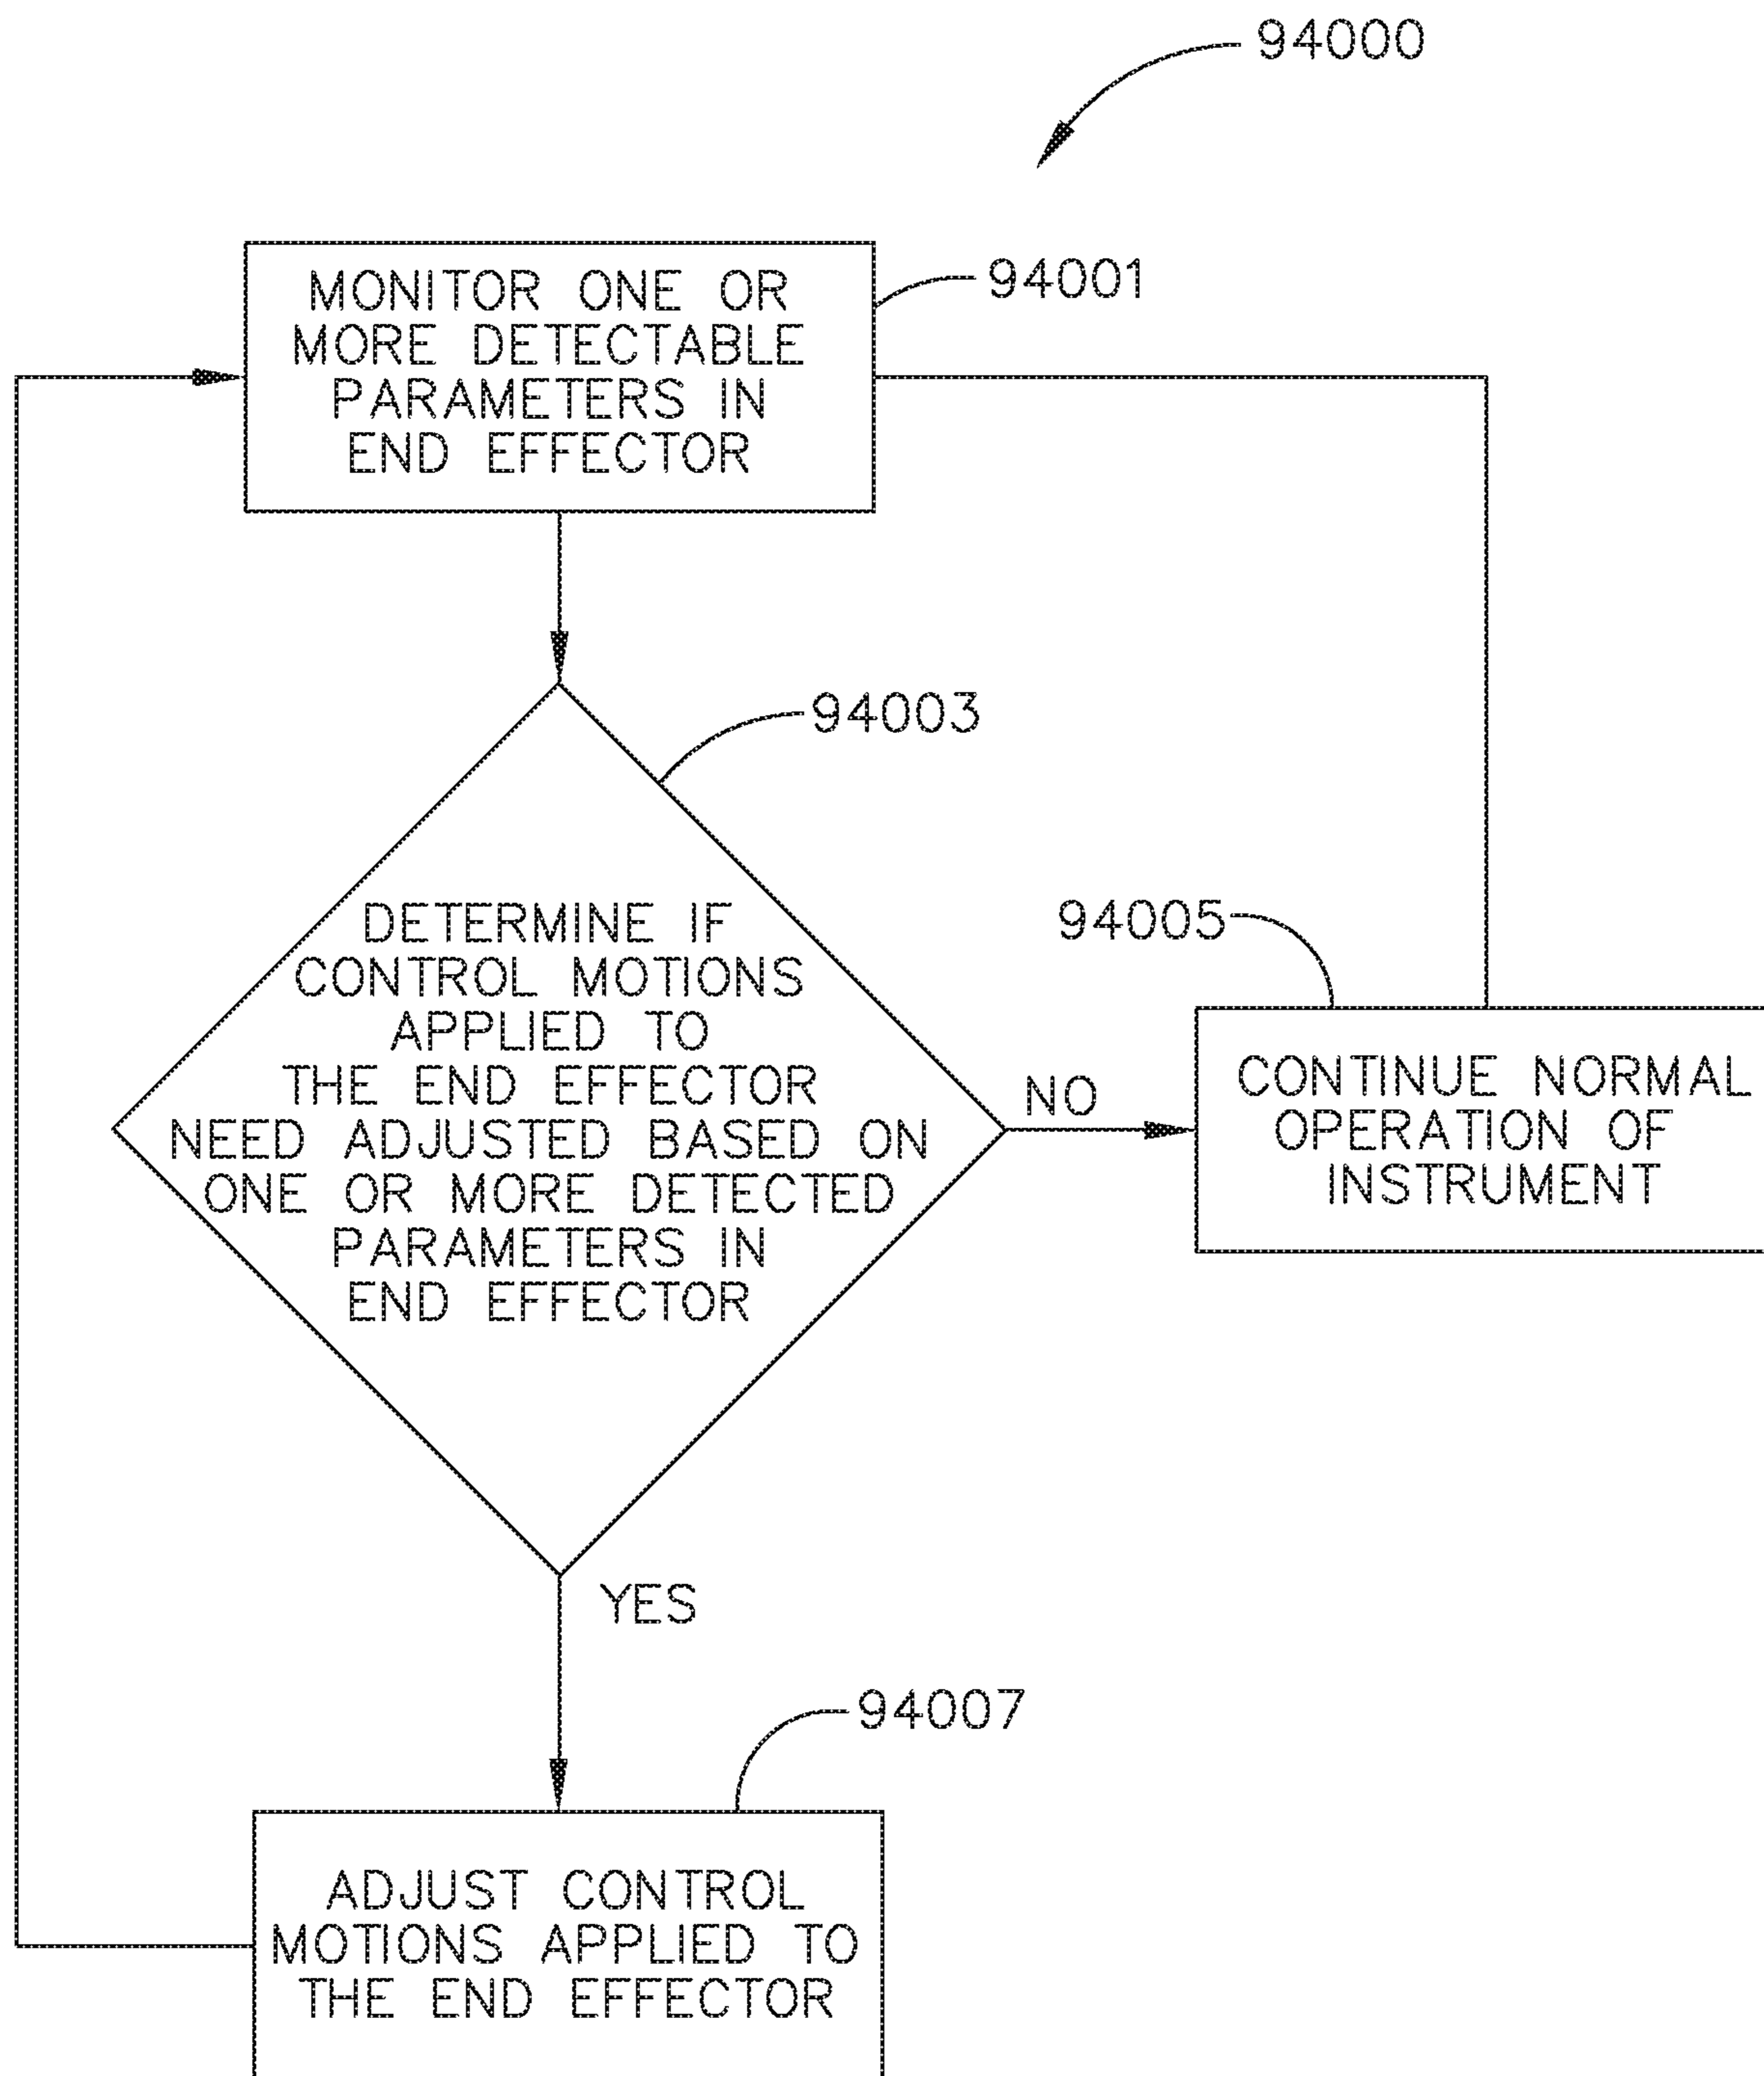 94000
94001
MONITOR ONE OR
MORE DETECTABLE
PARAMETERS IN
END EFFECTOR
94003
DETERMINE IF
CONTROL MOTIONS
APPLIED TO
THE END EFFECTOR
NEED ADJUSTED BASED ON
ONE OR MORE DETECTED
PARAMETERS IN
END EFFECTOR
NO
94005
CONTINUE NORMAL
OPERATION OF
INSTRUMENT
YES
94007
ADJUST CONTROL
MOTIONS APPLIED TO
THE END EFFECTOR